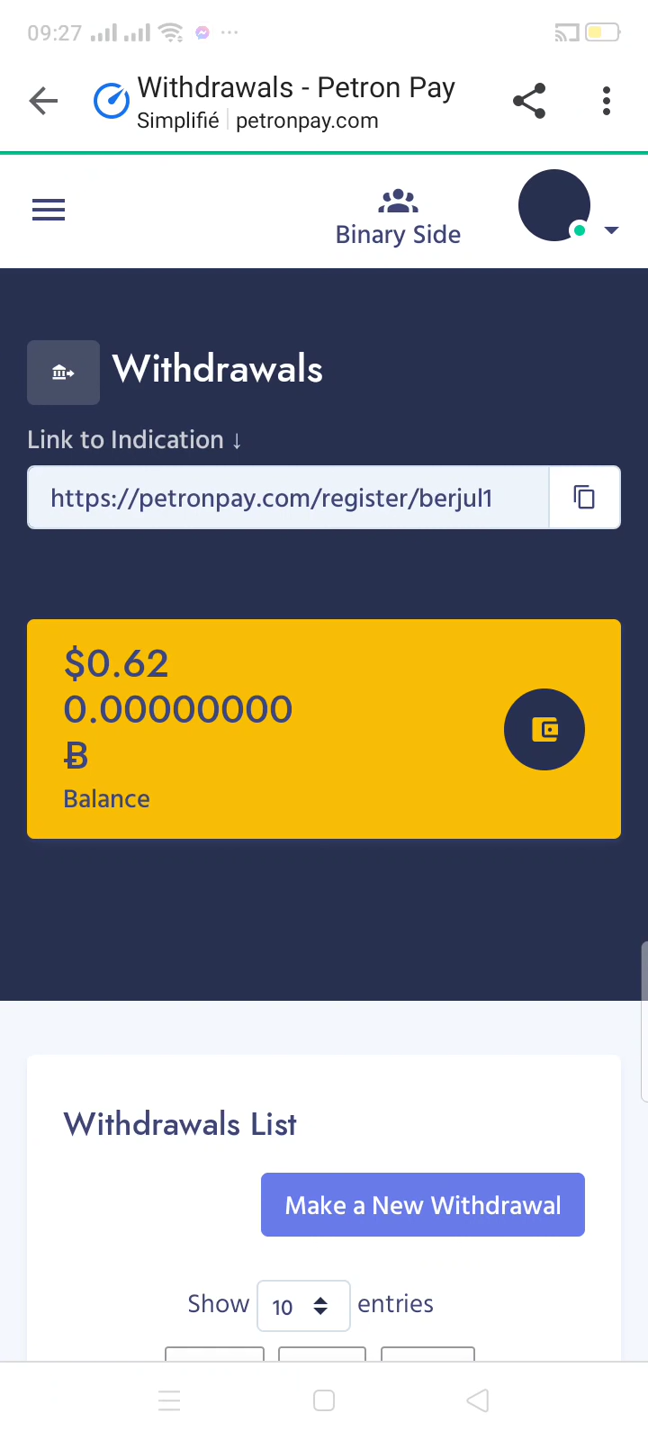 09:27
Withdrawals - Petron Pay
Simplifié petronpay.com
Binary Side
Withdrawals
Link to Indication ↓
https://petronpay.com/register/berjul1
$0.62
0.00000000
Ƀ
Balance
Withdrawals List
Make a New Withdrawal
Show 10 entries